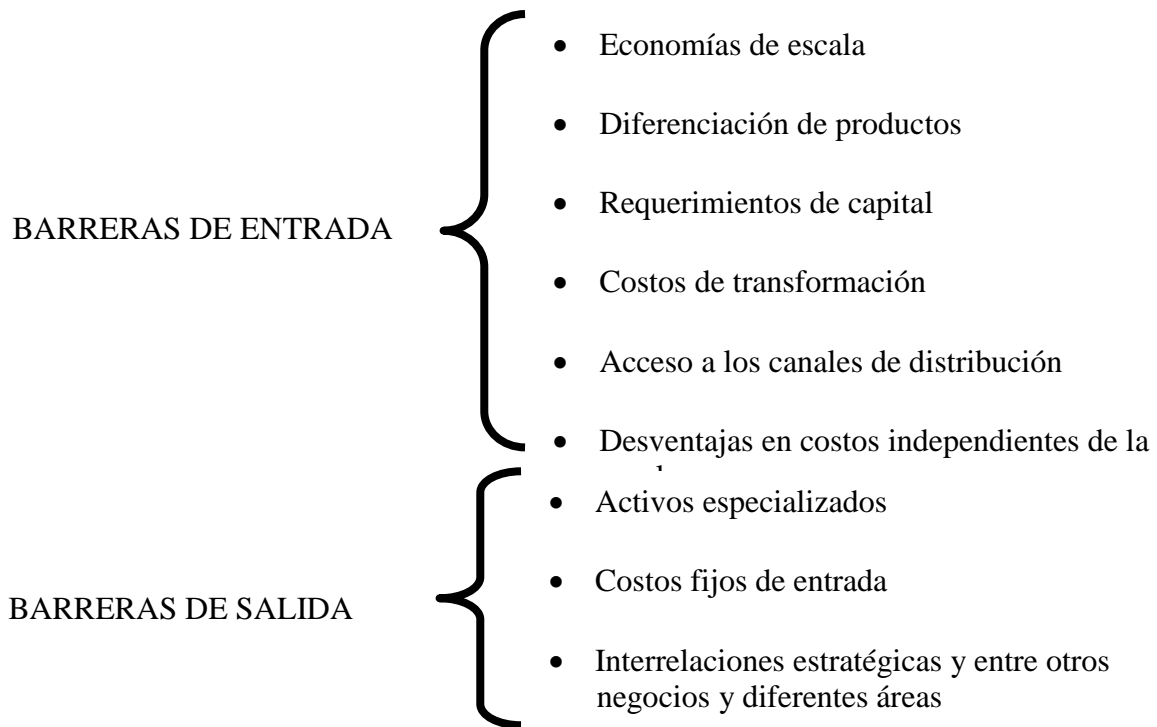 • Economías de escala
• Diferenciación de productos
• Requerimientos de capital
BARRERAS DE ENTRADA
• Costos de transformación
• Acceso a los canales de distribución
• Desventajas en costos independientes de la
• Activos especializados
• Costos fijos de entrada
BARRERAS DE SALIDA
• Interrelaciones estratégicas y entre otros
negocios y diferentes áreas